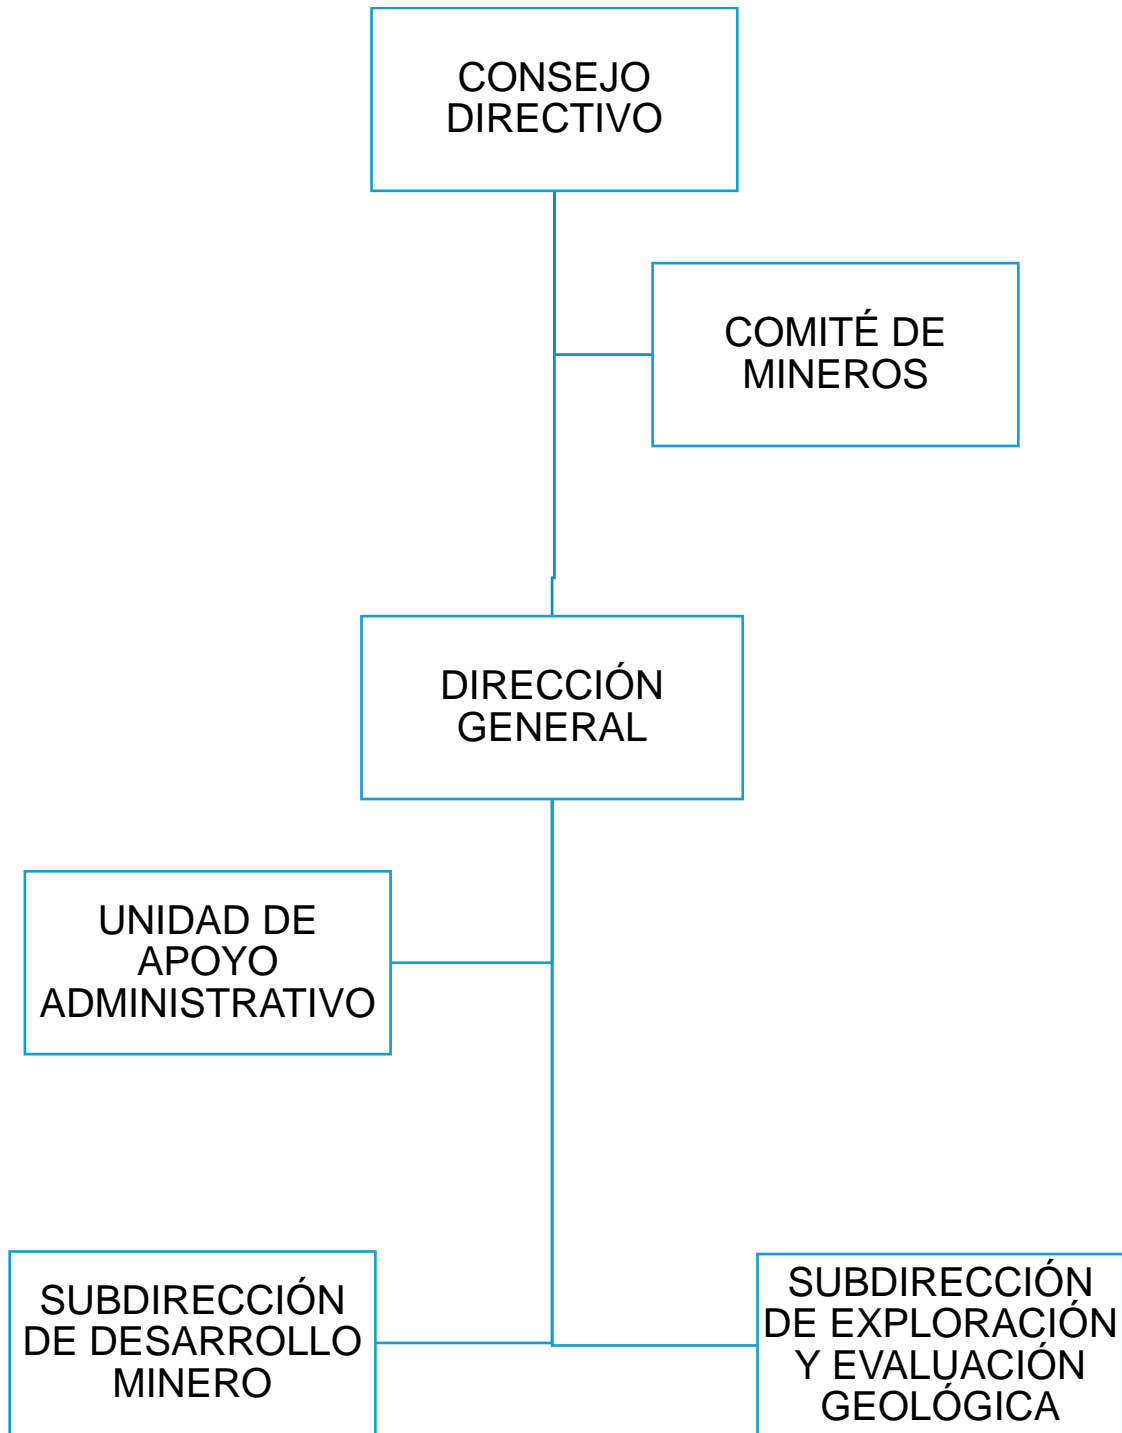 CONSEJO
DIRECTIVO
COMITÉ DE
MINEROS
DIRECCIÓN
GENERAL
UNIDAD DE
APOYO
ADMINISTRATIVO
SUBDIRECCIÓN
DE DESARROLLO
MINERO
SUBDIRECCIÓN
DE EXPLORACIÓN
Y EVALUACIÓN
GEOLÓGICA